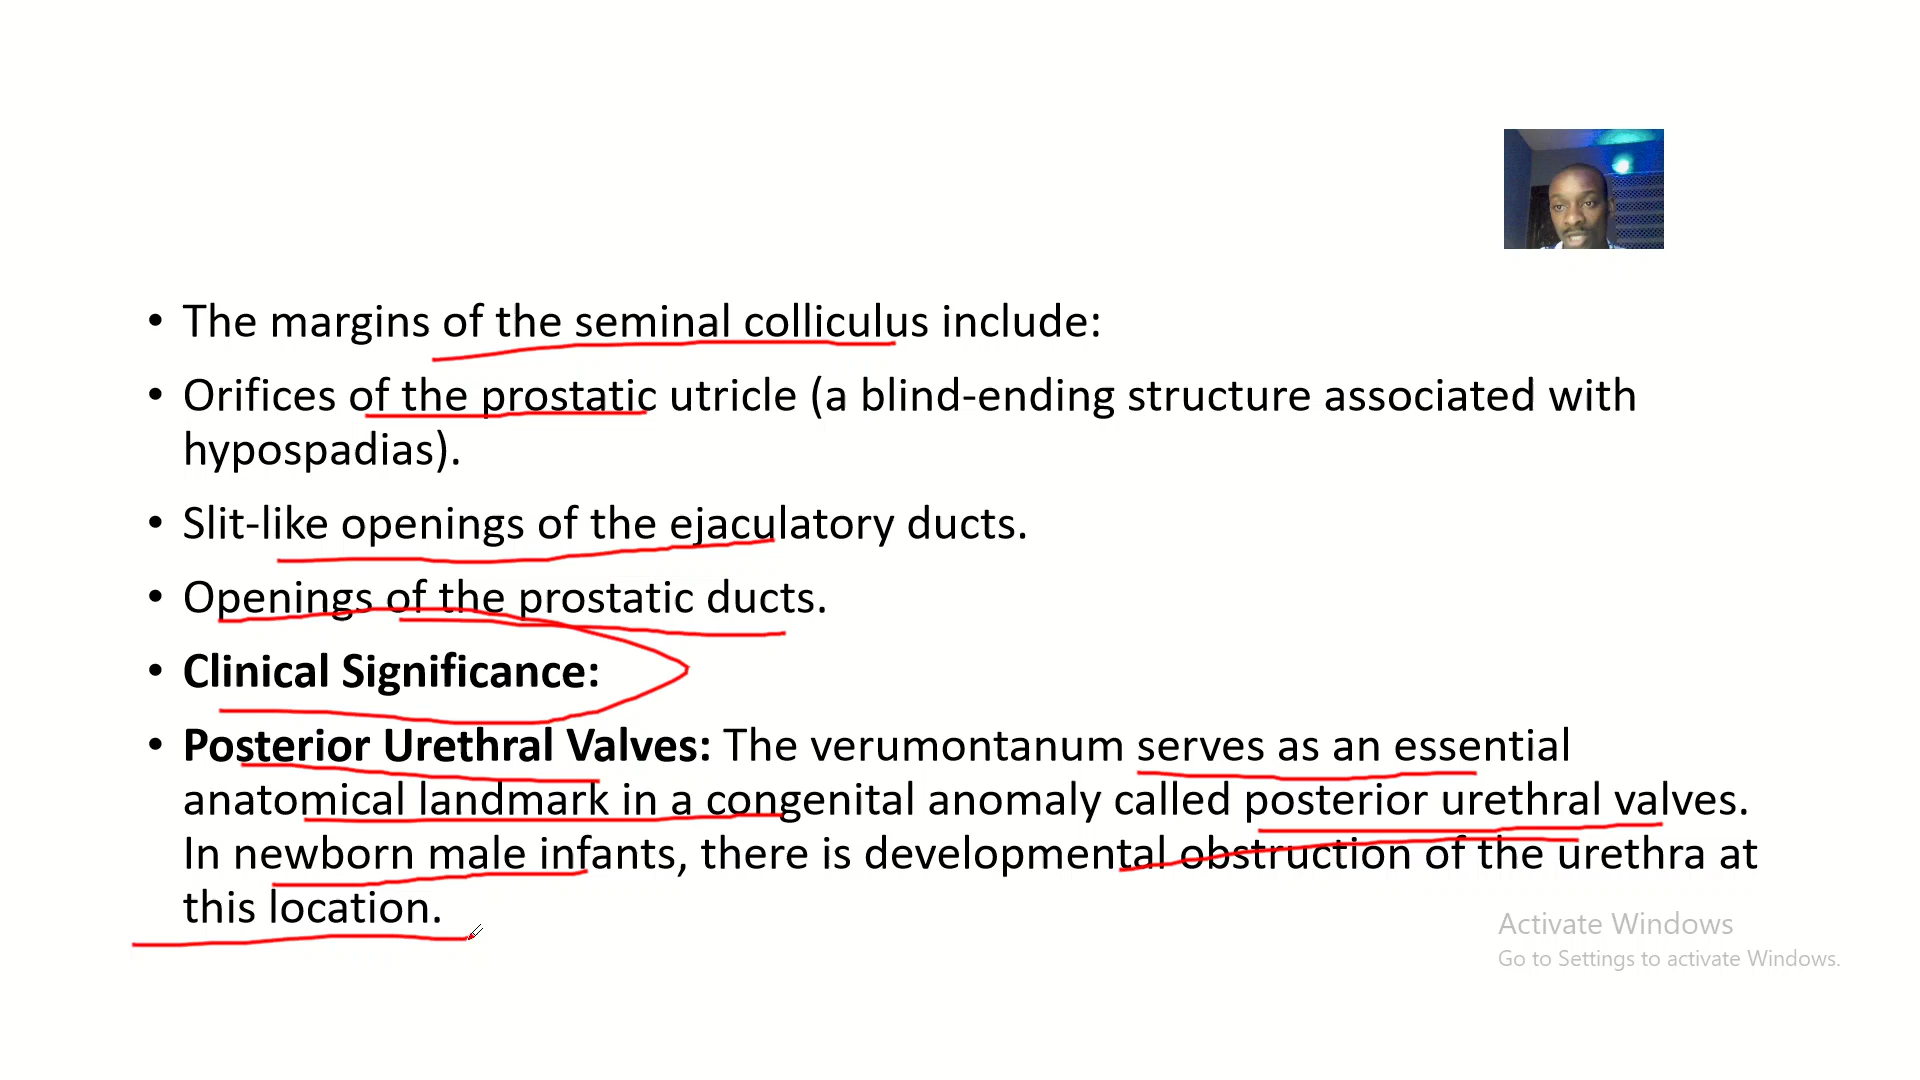 • The margins of the seminal colliculus include:
• Orifices of the prostatic utricle (a blind-ending structure associated with
hypospadias).
• Slit-like openings of the ejaculatory ducts.
• Openings of the prostatic ducts.
• Clinical Significance:
• Posterior Urethral Valves: The verumontanum serves as an essential
anatomical landmark in a congenital anomaly called posterior urethral valves.
In newborn male infants, there is developmental obstruction of the urethra at
this location.
Activate Windows
Go to Settings to activate Windows.